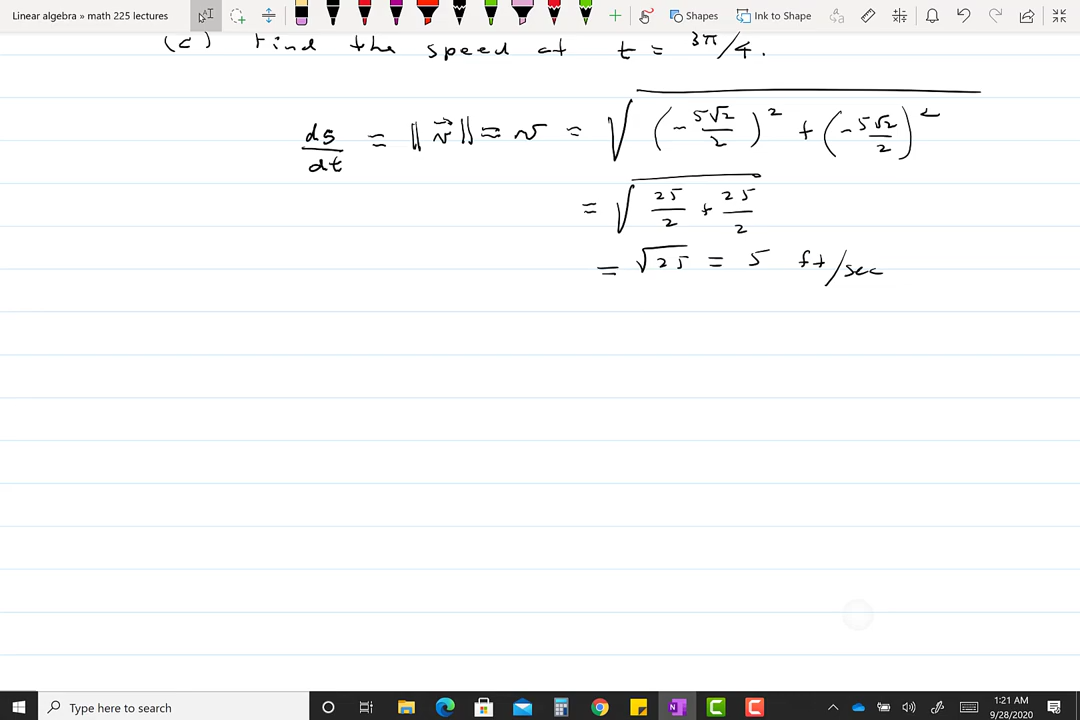 Linear algebra » math 225 lectures
Shapes
Ink to Shape
(c) Find the speed at t = 3π/4.
ds/dt = ||v⃗|| = v = √((-5√2/2)² + (-5√2/2)²)
= √(25/2 + 25/2)
= √25 = 5 ft/sec
Type here to search
1:21 AM
9/28/2020